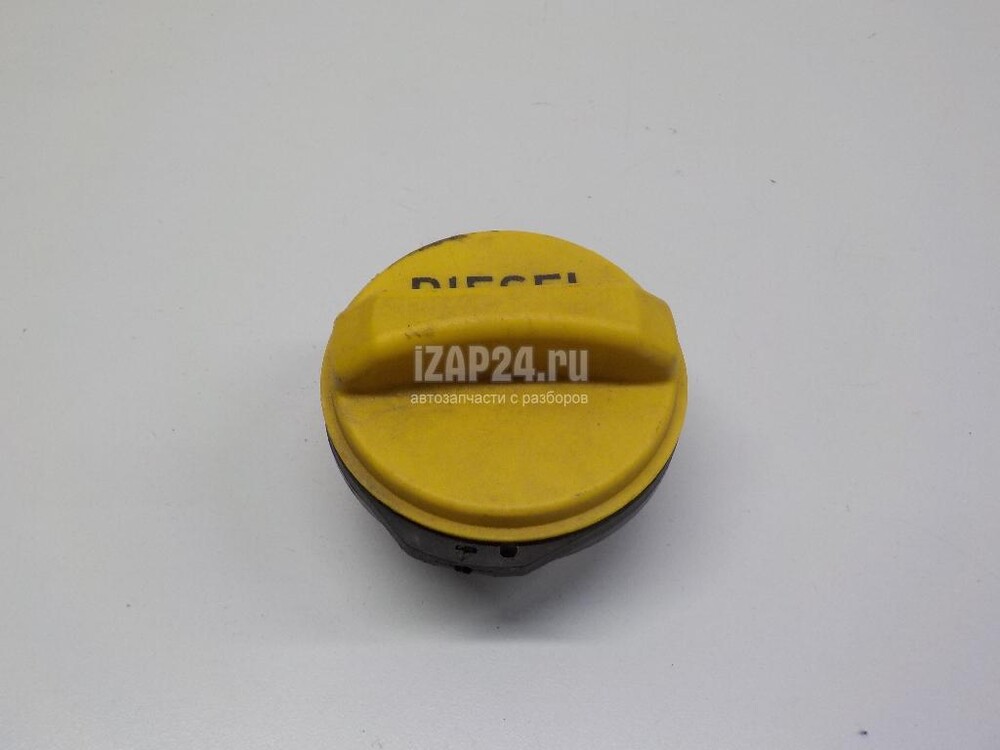 DIESEL
iZAP24.ru
автозапчасти с разборов